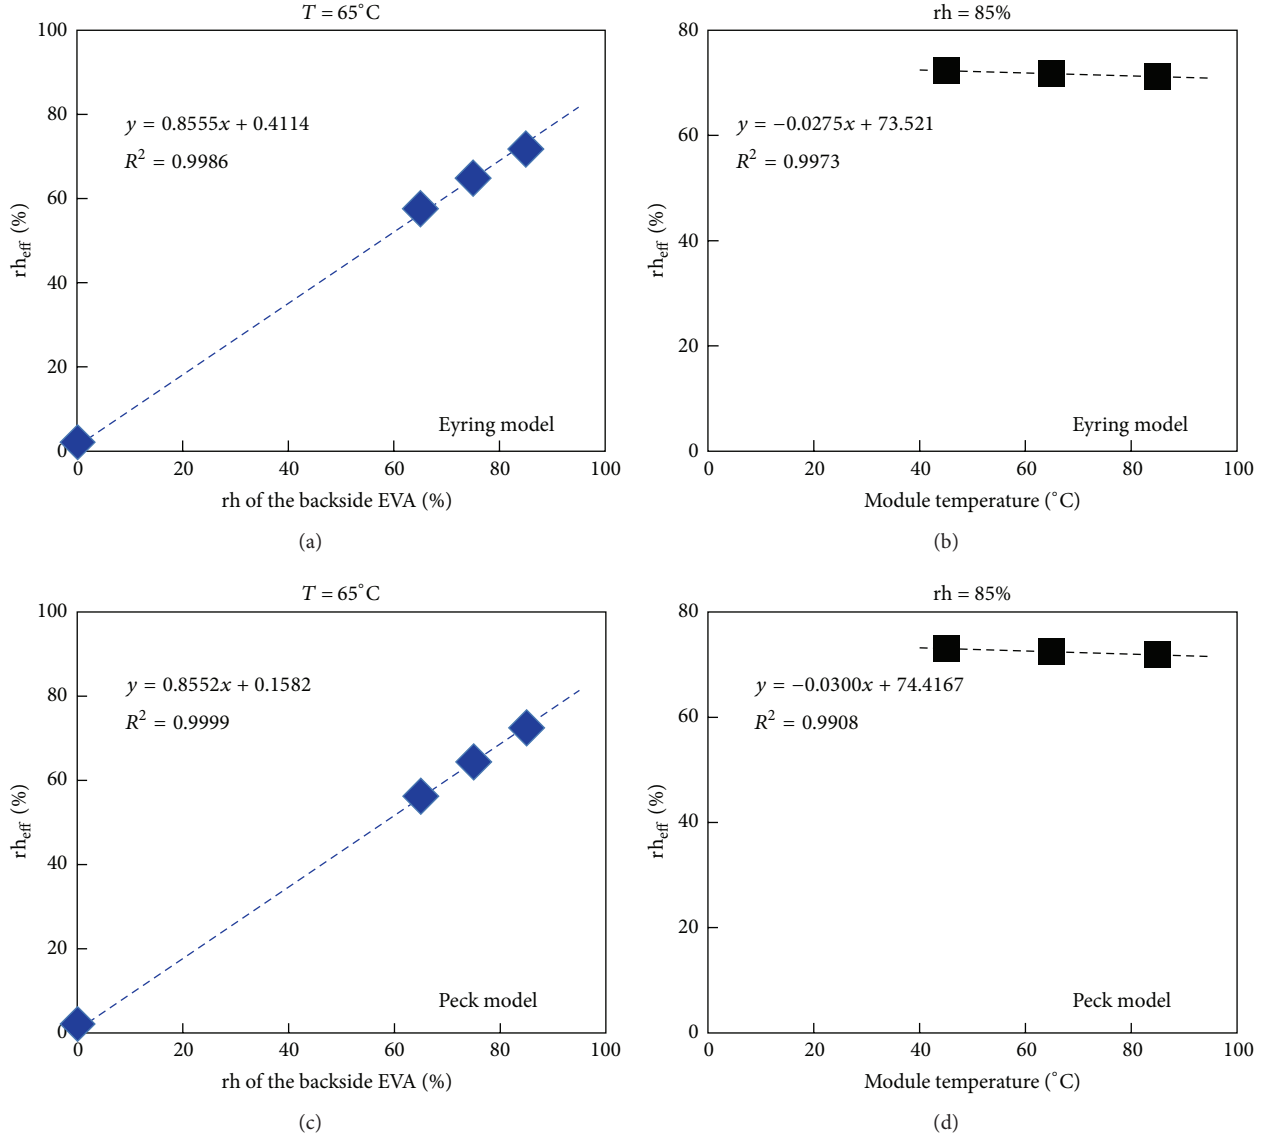 T = 65°C
100
80
60
40
20
0
rh_eff (%)
y = 0.8555x + 0.4114
R² = 0.9986
Eyring model
0 20 40 60 80 100
rh of the backside EVA (%)
(a)
rh = 85%
80
60
40
20
0
rh_eff (%)
y = −0.0275x + 73.521
R² = 0.9973
Eyring model
0 20 40 60 80 100
Module temperature (°C)
(b)
T = 65°C
100
80
60
40
20
0
rh_eff (%)
y = 0.8552x + 0.1582
R² = 0.9999
Peck model
0 20 40 60 80 100
rh of the backside EVA (%)
(c)
rh = 85%
80
60
40
20
0
rh_eff (%)
y = −0.0300x + 74.4167
R² = 0.9908
Peck model
0 20 40 60 80 100
Module temperature (°C)
(d)